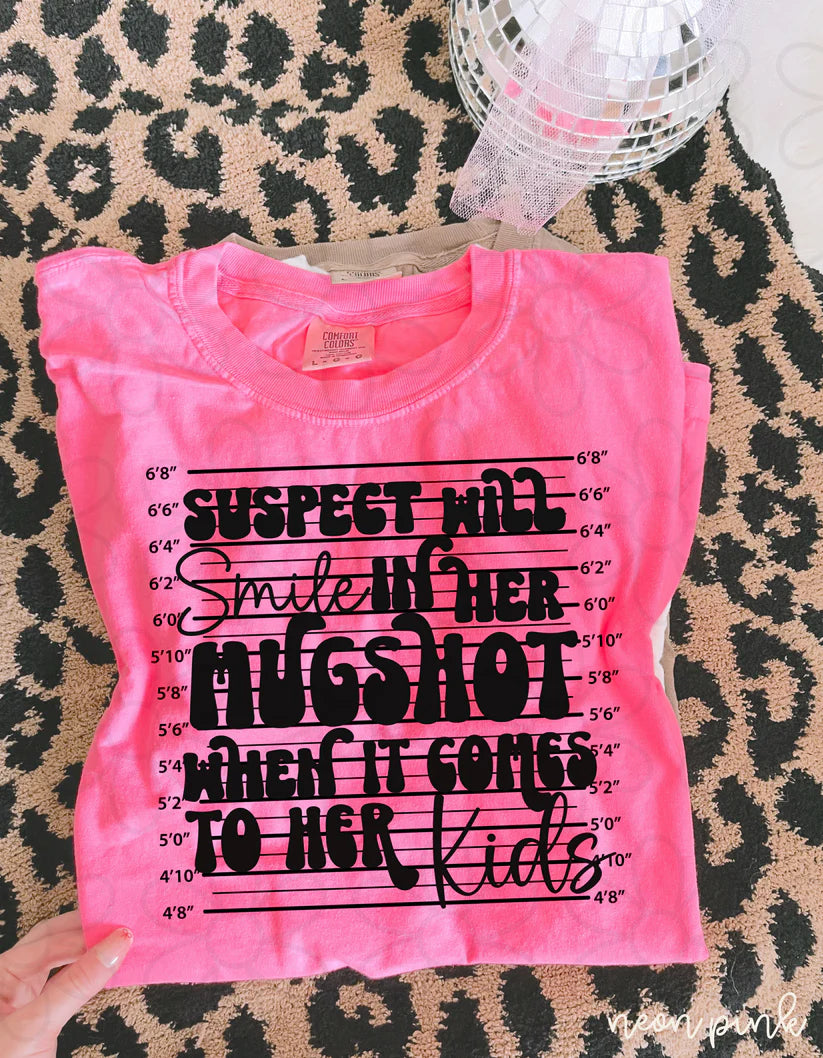 COLORS
COMFORT
COLORS
L • G • G
6'8" 6'8"
SUSPECT WILL
6'6" 6'6"
6'4" 6'4"
Smile IN HER
6'2" 6'2"
6'0" 6'0"
MUGSHOT
5'10" 5'10"
5'8" 5'8"
5'6" 5'6"
WHEN IT COMES
5'4" 5'4"
5'2" 5'2"
TO HER Kids
5'0" 5'0"
4'10" 4'10"
4'8" 4'8"
neon pink